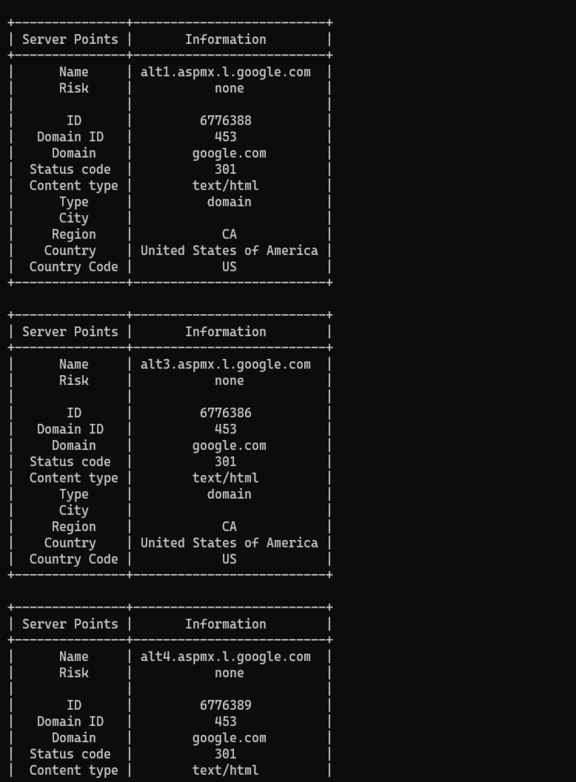 +---------------+-------------------------+
| Server Points |       Information       |
+---------------+-------------------------+
|      Name     | alt1.aspmx.l.google.com |
|      Risk     |           none          |
|               |                         |
|       ID      |         6776388         |
|   Domain ID   |           453           |
|     Domain    |        google.com       |
|  Status code  |           301           |
|  Content type |        text/html        |
|      Type     |          domain         |
|      City     |                         |
|     Region    |            CA           |
|    Country    | United States of America |
|  Country Code |            US           |
+---------------+-------------------------+
+---------------+-------------------------+
| Server Points |       Information       |
+---------------+-------------------------+
|      Name     | alt3.aspmx.l.google.com |
|      Risk     |           none          |
|               |                         |
|       ID      |         6776386         |
|   Domain ID   |           453           |
|     Domain    |        google.com       |
|  Status code  |           301           |
|  Content type |        text/html        |
|      Type     |          domain         |
|      City     |                         |
|     Region    |            CA           |
|    Country    | United States of America |
|  Country Code |            US           |
+---------------+-------------------------+
+---------------+-------------------------+
| Server Points |       Information       |
+---------------+-------------------------+
|      Name     | alt4.aspmx.l.google.com |
|      Risk     |           none          |
|               |                         |
|       ID      |         6776389         |
|   Domain ID   |           453           |
|     Domain    |        google.com       |
|  Status code  |           301           |
|  Content type |        text/html        |